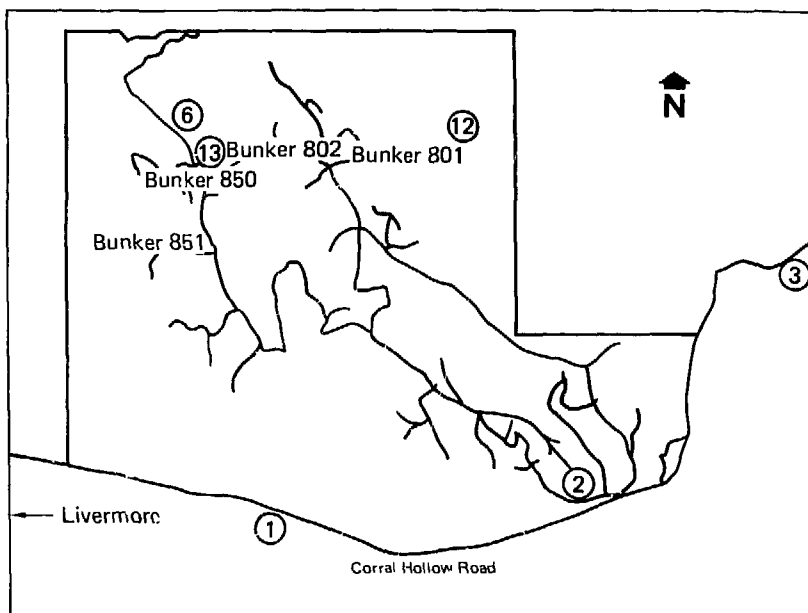 N
6
12
13
Bunker 802
Bunker 801
Bunker 850
Bunker 851
3
2
Livermore
1
Corral Hollow Road